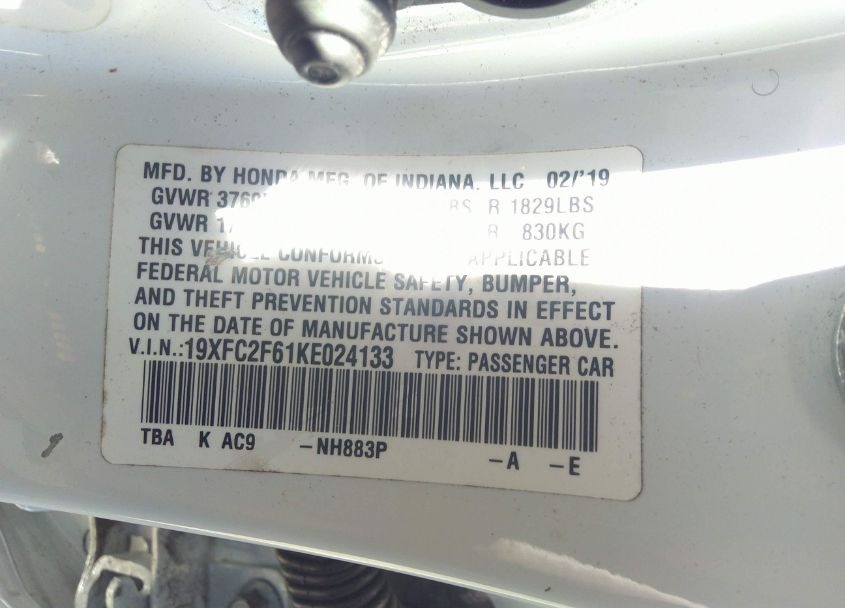 MFD. BY HONDA MFG. OF INDIANA, LLC 02/'19
GVWR R 1829LBS
GVWR R 830KG
THIS VEHICLE CONFORMS APPLICABLE
FEDERAL MOTOR VEHICLE SAFETY, BUMPER,
AND THEFT PREVENTION STANDARDS IN EFFECT
ON THE DATE OF MANUFACTURE SHOWN ABOVE.
V.I.N.:19XFC2F61KE024133 TYPE: PASSENGER CAR
TBA K AC9 -NH883P -A -E